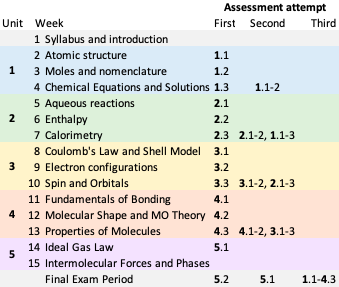 Assessment attempt
Unit Week First Second Third
1 Syllabus and introduction
2 Atomic structure 1.1
1 3 Moles and nomenclature 1.2
4 Chemical Equations and Solutions 1.3 1.1-2
5 Aqueous reactions 2.1
2 6 Enthalpy 2.2
7 Calorimetry 2.3 2.1-2, 1.1-3
8 Coulomb's Law and Shell Model 3.1
3 9 Electron configurations 3.2
10 Spin and Orbitals 3.3 3.1-2, 2.1-3
11 Fundamentals of Bonding 4.1
4 12 Molecular Shape and MO Theory 4.2
13 Properties of Molecules 4.3 4.1-2, 3.1-3
14 Ideal Gas Law 5.1
5 15 Intermolecular Forces and Phases
Final Exam Period 5.2 5.1 1.1-4.3